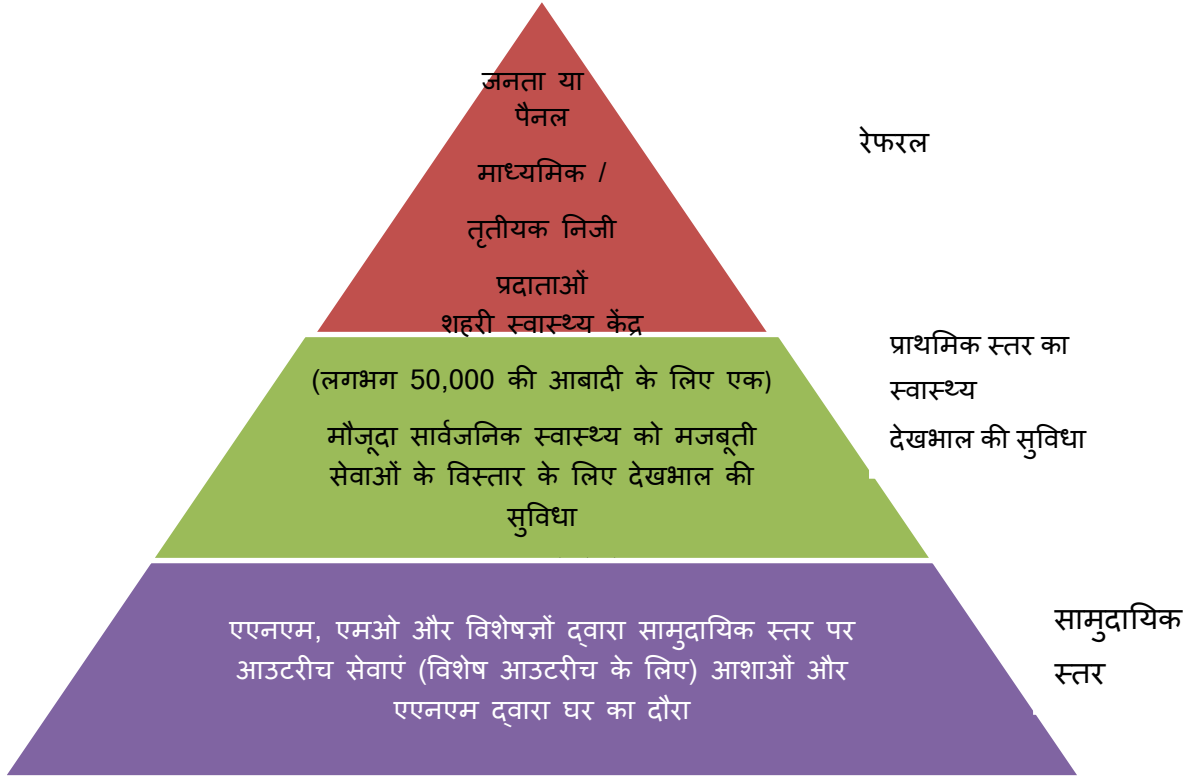 जनता या
पैनल
माध्यमिक /
तृतीयक निजी
प्रदाताओं
रेफरल
शहरी स्वास्थ्य केंद्र
(लगभग 50,000 की आबादी के लिए एक)
मौजूदा सार्वजनिक स्वास्थ्य को मजबूती
सेवाओं के विस्तार के लिए देखभाल की
सुविधा
प्राथमिक स्तर का
स्वास्थ्य
देखभाल की सुविधा
एएनएम, एमओ और विशेषज्ञों द्वारा सामुदायिक स्तर पर
आउटरीच सेवाएं (विशेष आउटरीच के लिए) आशाओं और
एएनएम द्वारा घर का दौरा
सामुदायिक
स्तर